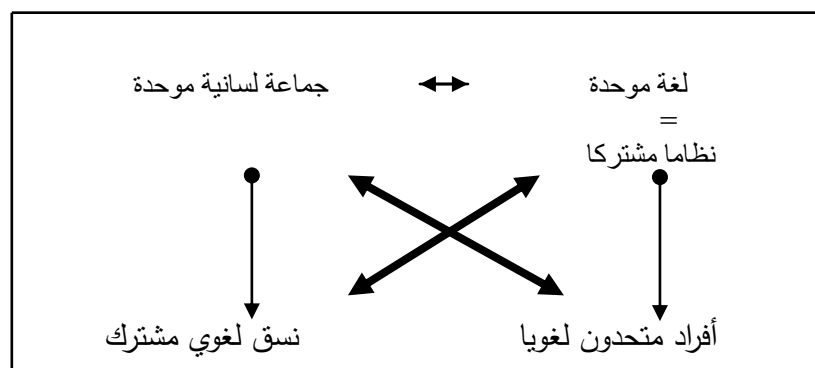 لغة موحدة ↔ جماعة لسانية موحدة
=
نظاما مشتركا
أفراد متحدون لغويا نسق لغوي مشترك